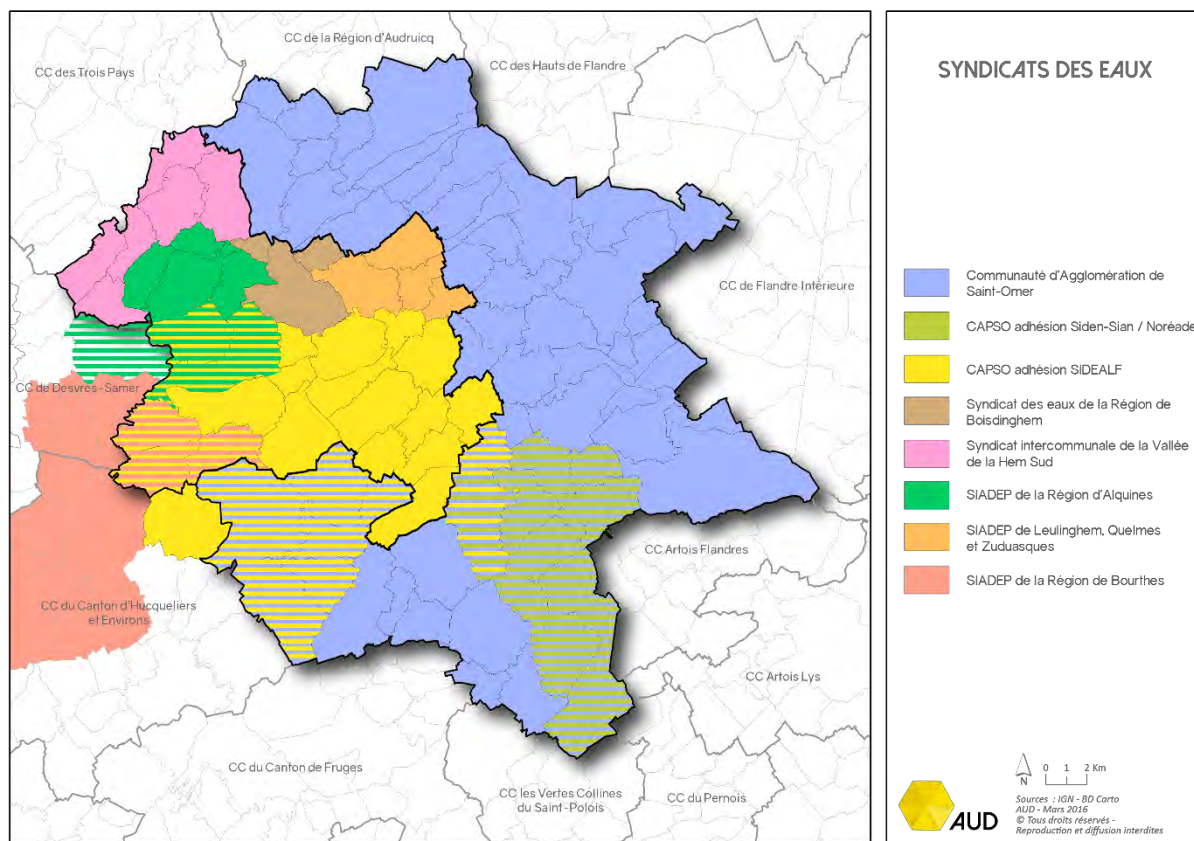 CC de la Région d'Audruicq
CC des Trois Pays
CC des Hauts de Flandre
CC de Flandre Intérieure
CC de Desvres - Samer
CC Artois Flandres
CC du Canton d'Hucqueliers
et Environs
CC Artois Lys
CC du Canton de Fruges
CC les Vertes Collines
du Saint-Polois
CC du Pernois
SYNDICATS DES EAUX
Communauté d'Agglomération de
Saint-Omer
CAPSO adhésion Siden-Sian / Noréade
CAPSO adhésion SIDEALF
Syndicat des eaux de la Région de
Boisdinghem
Syndicat intercommunale de la Vallée
de la Hem Sud
SIADEP de la Région d'Alquines
SIADEP de Leulinghem, Quelmes
et Zuduasques
SIADEP de la Région de Bourthes
N
0 1 2 Km
AUD
Sources : IGN - BD Carto
AUD - Mars 2016
© Tous droits réservés -
Reproduction et diffusion interdites